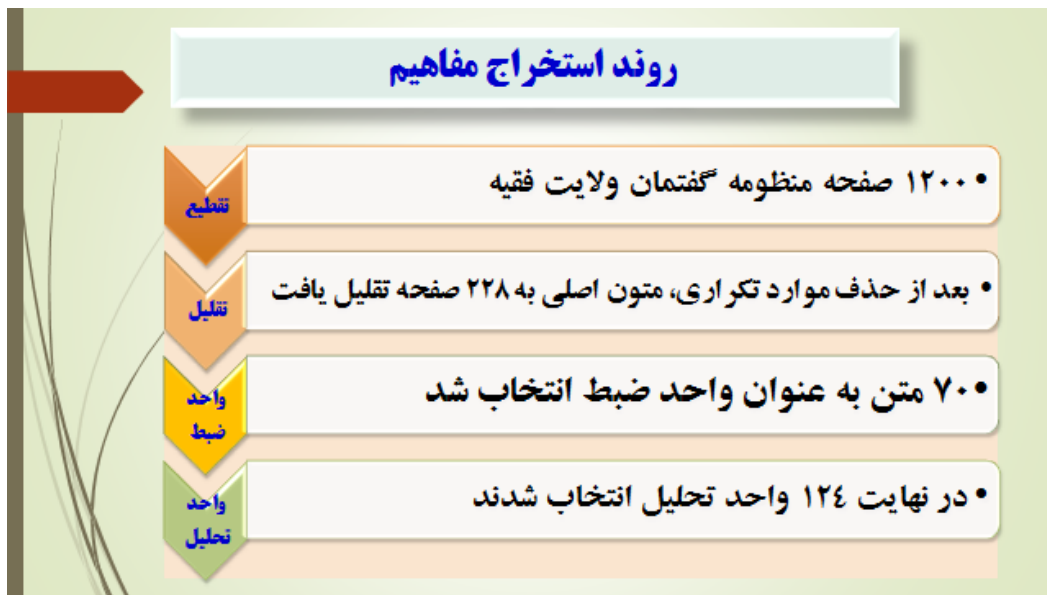 روند استخراج مفاهیم
تقطیع
• ۱۲۰۰ صفحه منظومه گفتمان ولایت فقیه
تقلیل
• بعد از حذف موارد تکراری، متون اصلی به ۲۲۸ صفحه تقلیل یافت
واحد
ضبط
• ۷۰ متن به عنوان واحد ضبط انتخاب شد
واحد
تحلیل
• در نهایت ۱۲٤ واحد تحلیل انتخاب شدند